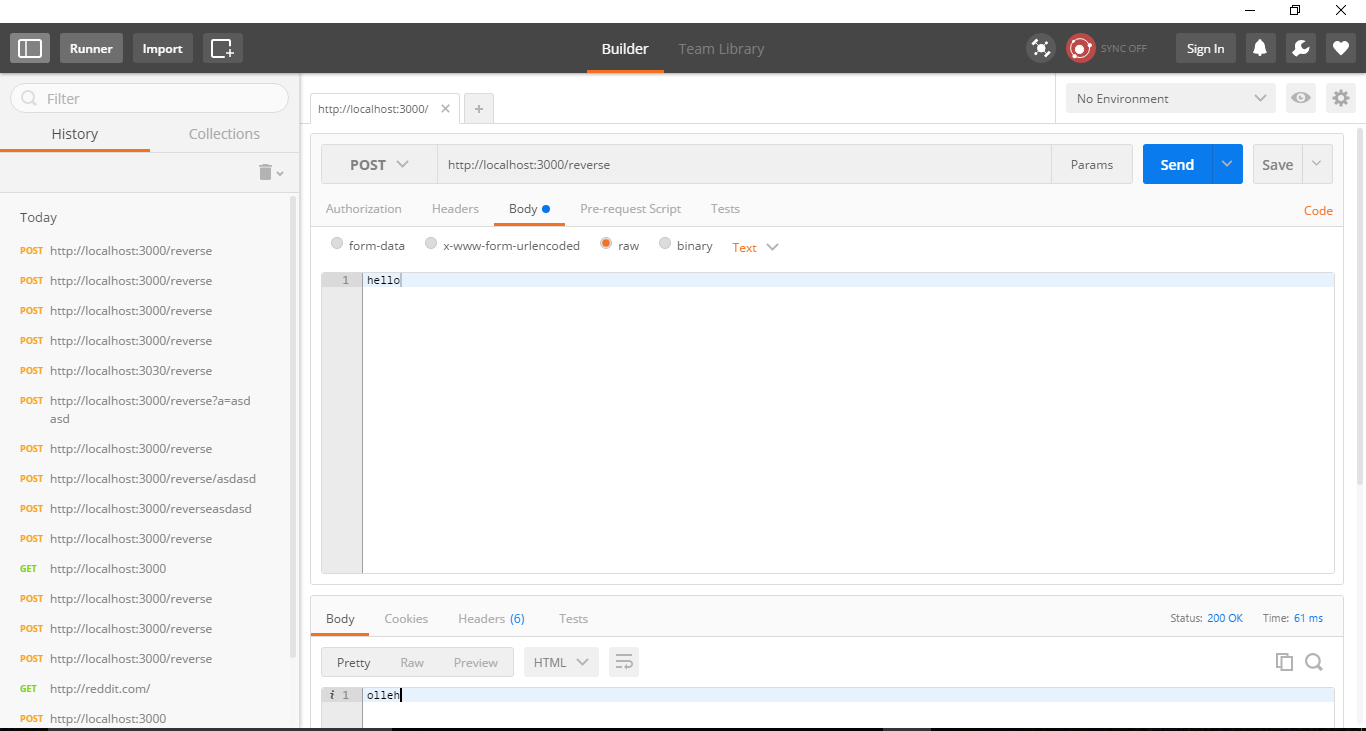 Runner Import Builder Team Library SYNC OFF Sign In
Filter
History Collections
Today
POST http://localhost:3000/reverse
POST http://localhost:3000/reverse
POST http://localhost:3000/reverse
POST http://localhost:3000/reverse
POST http://localhost:3030/reverse
POST http://localhost:3000/reverse?a=asd
asd
POST http://localhost:3000/reverse
POST http://localhost:3000/reverse/asdasd
POST http://localhost:3000/reverseasdasd
POST http://localhost:3000/reverse
GET http://localhost:3000
POST http://localhost:3000/reverse
POST http://localhost:3000/reverse
POST http://localhost:3000/reverse
GET http://reddit.com/
POST http://localhost:3000
http://localhost:3000/ No Environment
POST http://localhost:3000/reverse Params Send Save
Authorization Headers Body Pre-request Script Tests Code
form-data x-www-form-urlencoded raw binary Text
1 hello
Body Cookies Headers (6) Tests Status: 200 OK Time: 61 ms
Pretty Raw Preview HTML
i 1 olleh